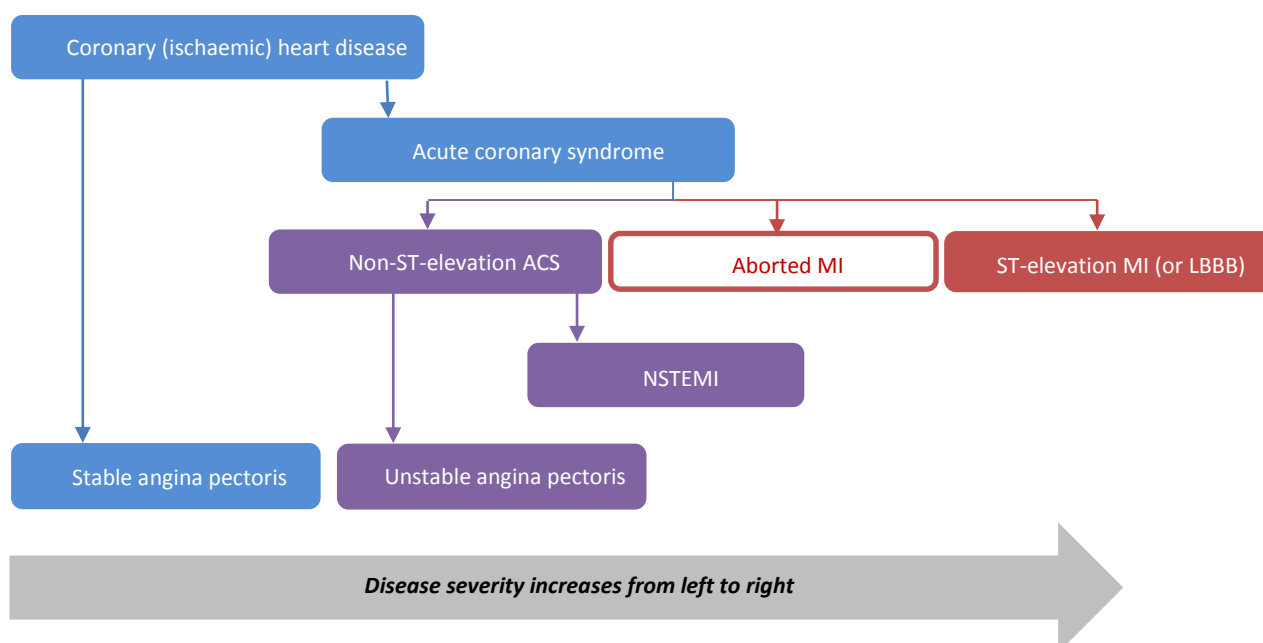 Coronary (ischaemic) heart disease
Acute coronary syndrome
Non-ST-elevation ACS
Aborted MI
ST-elevation MI (or LBBB)
NSTEMI
Stable angina pectoris
Unstable angina pectoris
Disease severity increases from left to right